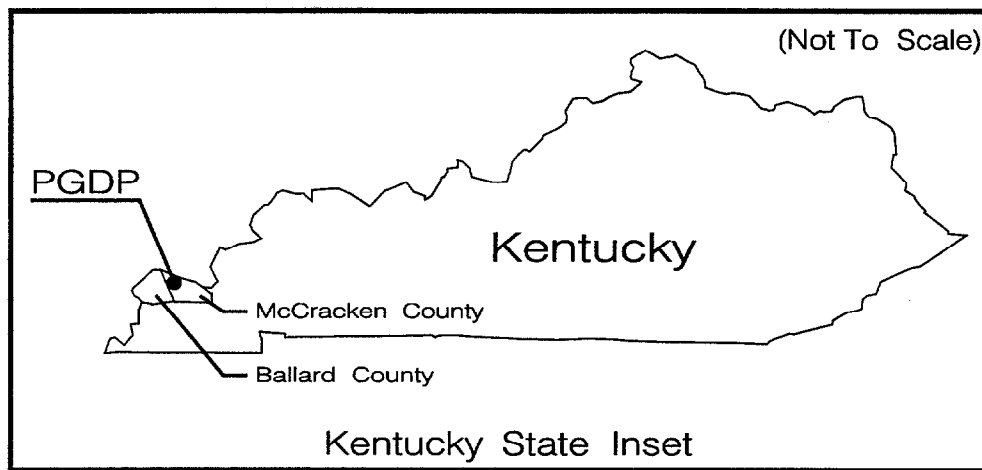 (Not To Scale)
PGDP
Kentucky
McCracken County
Ballard County
Kentucky State Inset